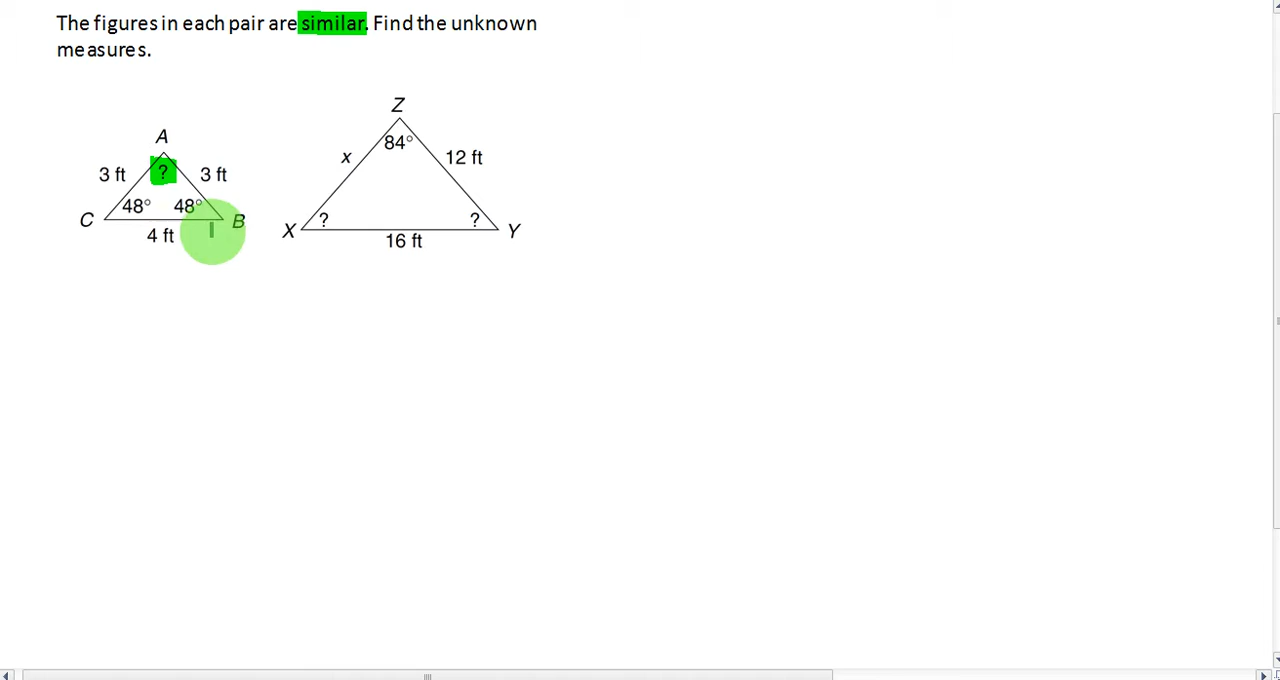 The figures in each pair are similar. Find the unknown
measures.
Z
A
84°
x
12 ft
3 ft
?
3 ft
48°
48°
C
B
?
?
X
Y
4 ft
16 ft